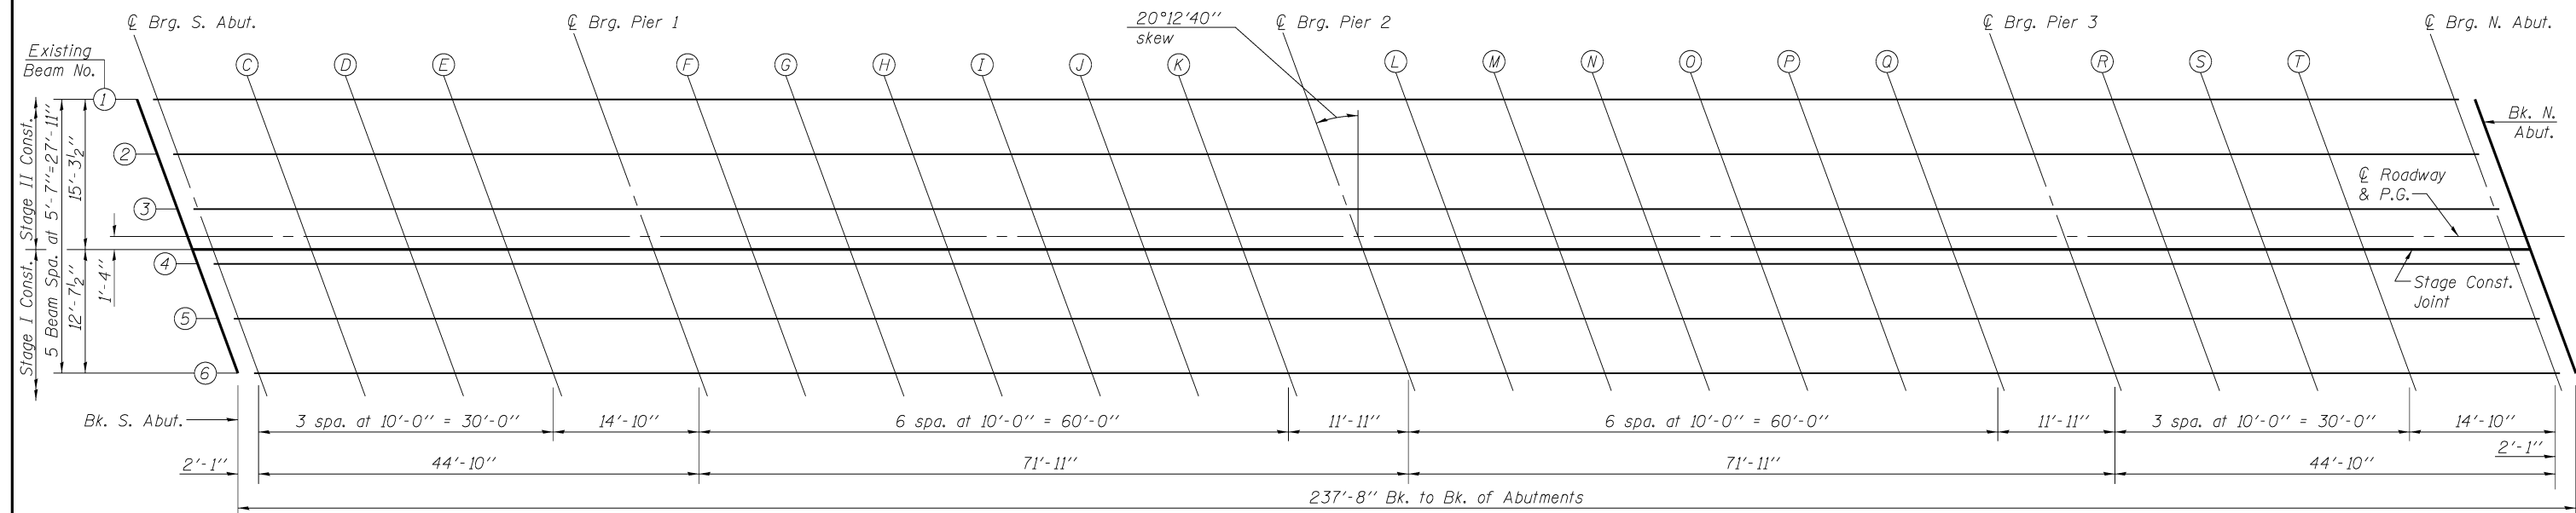 ℄ Brg. S. Abut.
℄ Brg. Pier 1
20°12'40''
skew
℄ Brg. Pier 2
℄ Brg. Pier 3
℄ Brg. N. Abut.
Existing
Beam No.
C
D
E
F
G
H
I
J
K
L
M
N
O
P
Q
R
S
T
1
2
3
4
5
6
Stage II Const.
Stage I Const.
5 Beam Spa. at 5'-7''=27'-11''
15'-3½''
12'-7½''
1'-4''
Bk. N.
Abut.
℄ Roadway
& P.G.
Stage Const.
Joint
Bk. S. Abut.
3 spa. at 10'-0'' = 30'-0''
14'-10''
6 spa. at 10'-0'' = 60'-0''
11'-11''
6 spa. at 10'-0'' = 60'-0''
11'-11''
3 spa. at 10'-0'' = 30'-0''
14'-10''
2'-1''
44'-10''
71'-11''
71'-11''
44'-10''
2'-1''
237'-8'' Bk. to Bk. of Abutments